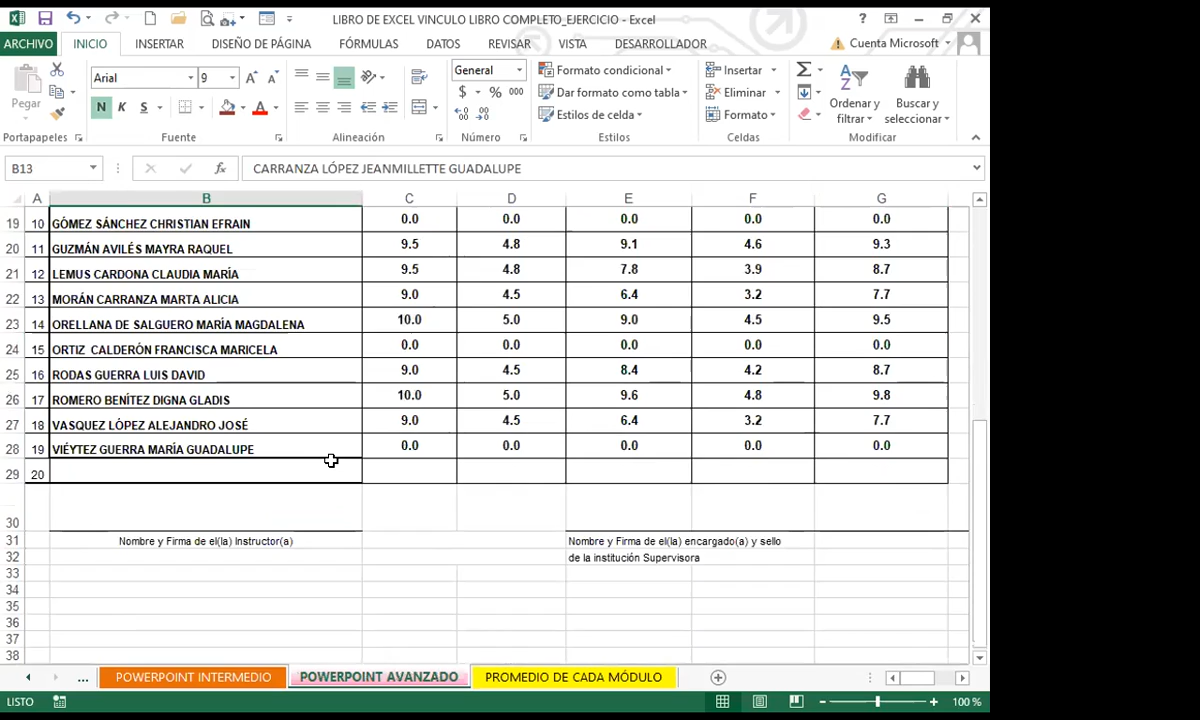 LIBRO DE EXCEL VINCULO LIBRO COMPLETO_EJERCICIO - Excel
ARCHIVO INICIO INSERTAR DISEÑO DE PÁGINA FÓRMULAS DATOS REVISAR VISTA DESARROLLADOR Cuenta Microsoft
Arial 9 General Formato condicional Insertar
Pegar N K S $ % 000 Dar formato como tabla Eliminar Ordenar y filtrar Buscar y seleccionar
Estilos de celda Formato
Portapapeles Fuente Alineación Número Estilos Celdas Modificar
B13 fx CARRANZA LÓPEZ JEANMILLETTE GUADALUPE
A B C D E F G
19 10 GÓMEZ SÁNCHEZ CHRISTIAN EFRAIN 0.0 0.0 0.0 0.0 0.0
20 11 GUZMÁN AVILÉS MAYRA RAQUEL 9.5 4.8 9.1 4.6 9.3
21 12 LEMUS CARDONA CLAUDIA MARÍA 9.5 4.8 7.8 3.9 8.7
22 13 MORÁN CARRANZA MARTA ALICIA 9.0 4.5 6.4 3.2 7.7
23 14 ORELLANA DE SALGUERO MARÍA MAGDALENA 10.0 5.0 9.0 4.5 9.5
24 15 ORTIZ CALDERÓN FRANCISCA MARICELA 0.0 0.0 0.0 0.0 0.0
25 16 RODAS GUERRA LUIS DAVID 9.0 4.5 8.4 4.2 8.7
26 17 ROMERO BENÍTEZ DIGNA GLADIS 10.0 5.0 9.6 4.8 9.8
27 18 VASQUEZ LÓPEZ ALEJANDRO JOSÉ 9.0 4.5 6.4 3.2 7.7
28 19 VIÉYTEZ GUERRA MARÍA GUADALUPE 0.0 0.0 0.0 0.0 0.0
29 20
30
31 Nombre y Firma de el(la) Instructor(a) Nombre y Firma de el(la) encargado(a) y sello
32 de la institución Supervisora
33
34
35
36
37
38
... POWERPOINT INTERMEDIO POWERPOINT AVANZADO PROMEDIO DE CADA MÓDULO
LISTO 100 %